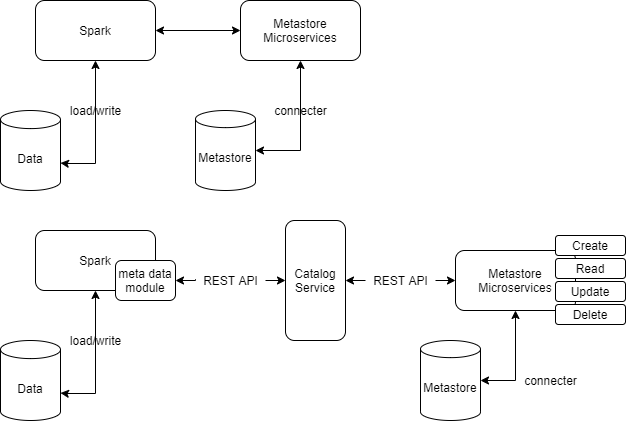 Spark
Metastore
Microservices
load/write
connecter
Data
Metastore
Spark
meta data
module
REST API
Catalog
Service
REST API
Metastore
Microservices
Create
Read
Update
Delete
load/write
Data
Metastore
connecter